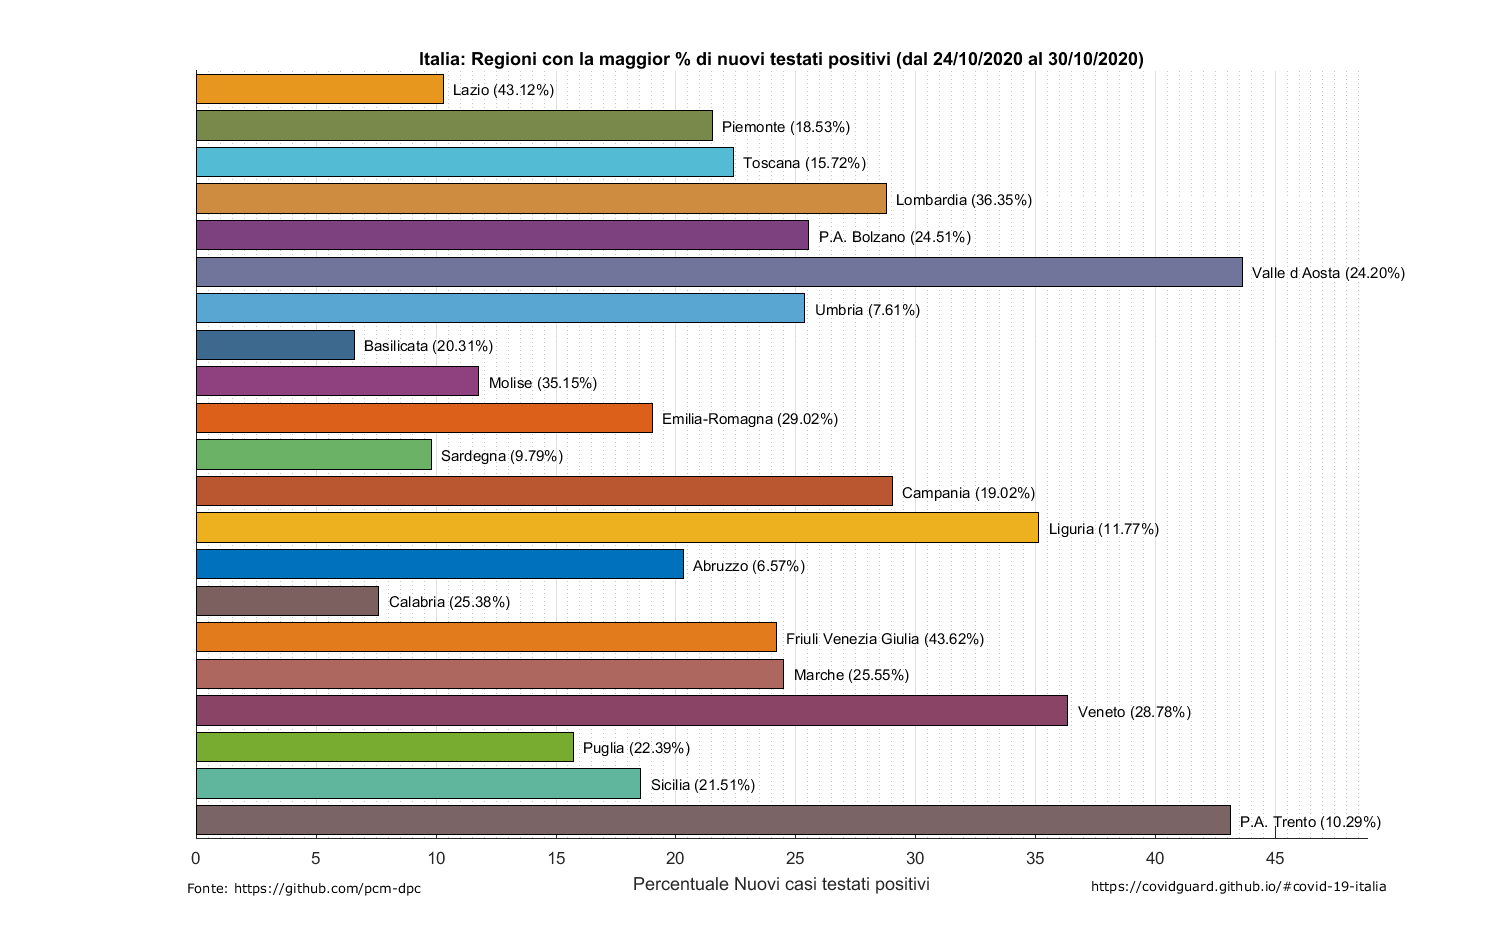 Italia: Regioni con la maggior % di nuovi testati positivi (dal 24/10/2020 al 30/10/2020)
Lazio (43.12%)
Piemonte (18.53%)
Toscana (15.72%)
Lombardia (36.35%)
P.A. Bolzano (24.51%)
Valle d Aosta (24.20%)
Umbria (7.61%)
Basilicata (20.31%)
Molise (35.15%)
Emilia-Romagna (29.02%)
Sardegna (9.79%)
Campania (19.02%)
Liguria (11.77%)
Abruzzo (6.57%)
Calabria (25.38%)
Friuli Venezia Giulia (43.62%)
Marche (25.55%)
Veneto (28.78%)
Puglia (22.39%)
Sicilia (21.51%)
P.A. Trento (10.29%)
0 5 10 15 20 25 30 35 40 45
Percentuale Nuovi casi testati positivi
Fonte: https://github.com/pcm-dpc
https://covidguard.github.io/#covid-19-italia